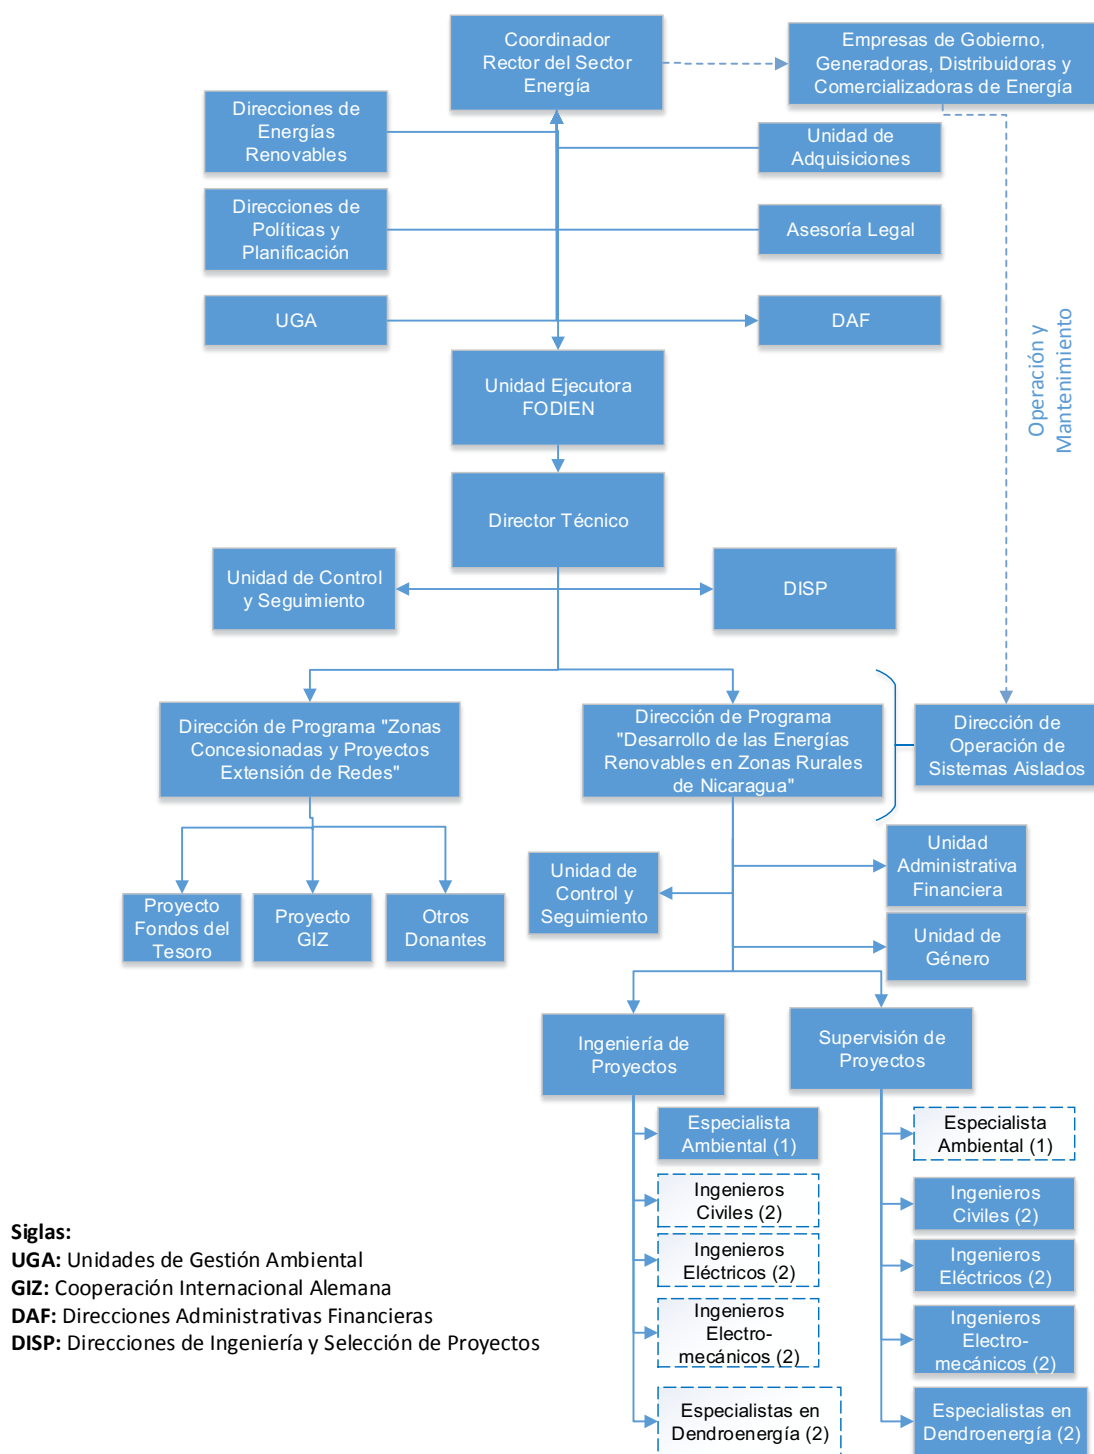 Coordinador
Rector del Sector
Energía
Empresas de Gobierno,
Generadoras, Distribuidoras y
Comercializadoras de Energía
Direcciones de
Energías
Renovables
Unidad de
Adquisiciones
Direcciones de
Políticas y
Planificación
Asesoría Legal
UGA
DAF
Operación y
Mantenimiento
Unidad Ejecutora
FODIEN
Director Técnico
Unidad de Control
y Seguimiento
DISP
Dirección de Programa "Zonas
Concesionadas y Proyectos
Extensión de Redes"
Dirección de Programa
"Desarrollo de las Energías
Renovables en Zonas Rurales
de Nicaragua"
Dirección de
Operación de
Sistemas Aislados
Proyecto
Fondos del
Tesoro
Proyecto
GIZ
Otros
Donantes
Unidad de
Control y
Seguimiento
Unidad
Administrativa
Financiera
Unidad de
Género
Ingeniería de
Proyectos
Supervisión de
Proyectos
Especialista
Ambiental (1)
Ingenieros
Civiles (2)
Ingenieros
Eléctricos (2)
Ingenieros
Electro-
mecánicos (2)
Especialistas en
Dendroenergía (2)
Especialista
Ambiental (1)
Ingenieros
Civiles (2)
Ingenieros
Eléctricos (2)
Ingenieros
Electro-
mecánicos (2)
Especialistas en
Dendroenergía (2)
Siglas:
UGA: Unidades de Gestión Ambiental
GIZ: Cooperación Internacional Alemana
DAF: Direcciones Administrativas Financieras
DISP: Direcciones de Ingeniería y Selección de Proyectos